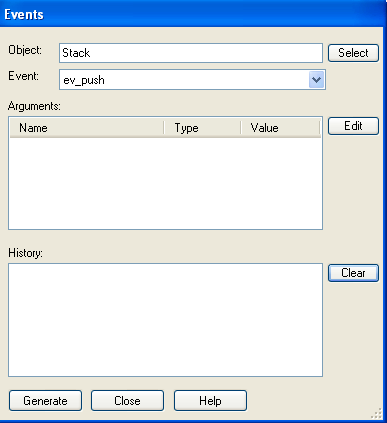 Events
Object: Stack Select
Event: ev_push
Arguments:
Name Type Value Edit
History:
Clear
Generate Close Help